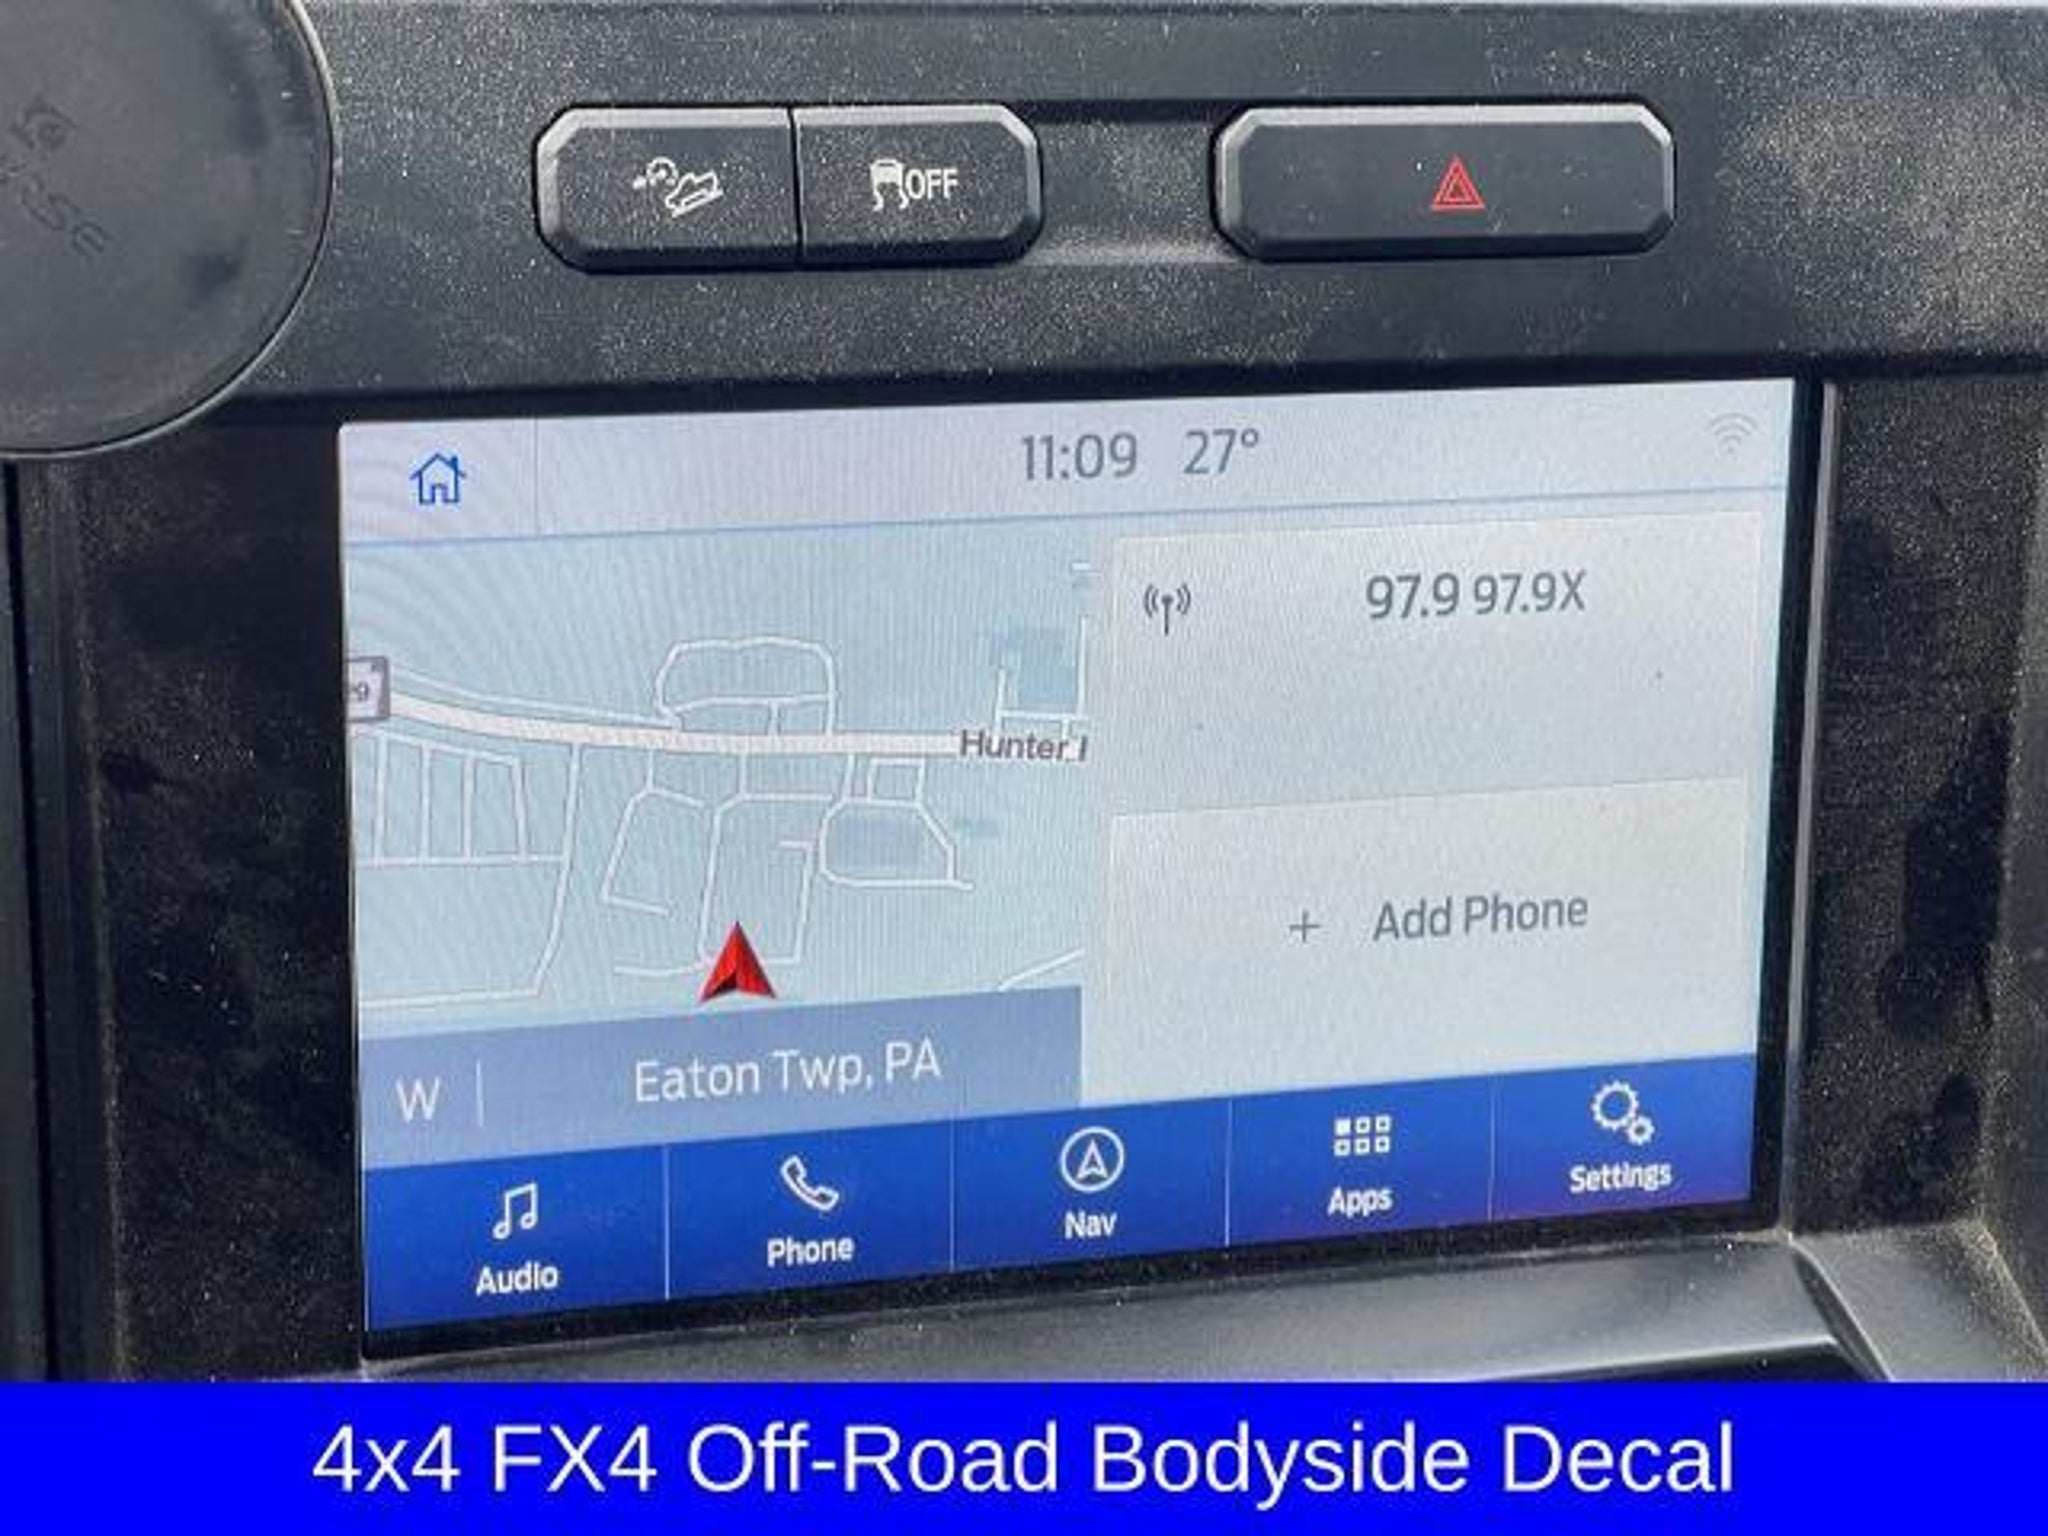 OFF
11:09 27°
97.9 97.9X
Hunter
+ Add Phone
W Eaton Twp, PA
Audio
Phone
Nav
Apps
Settings
4x4 FX4 Off-Road Bodyside Decal